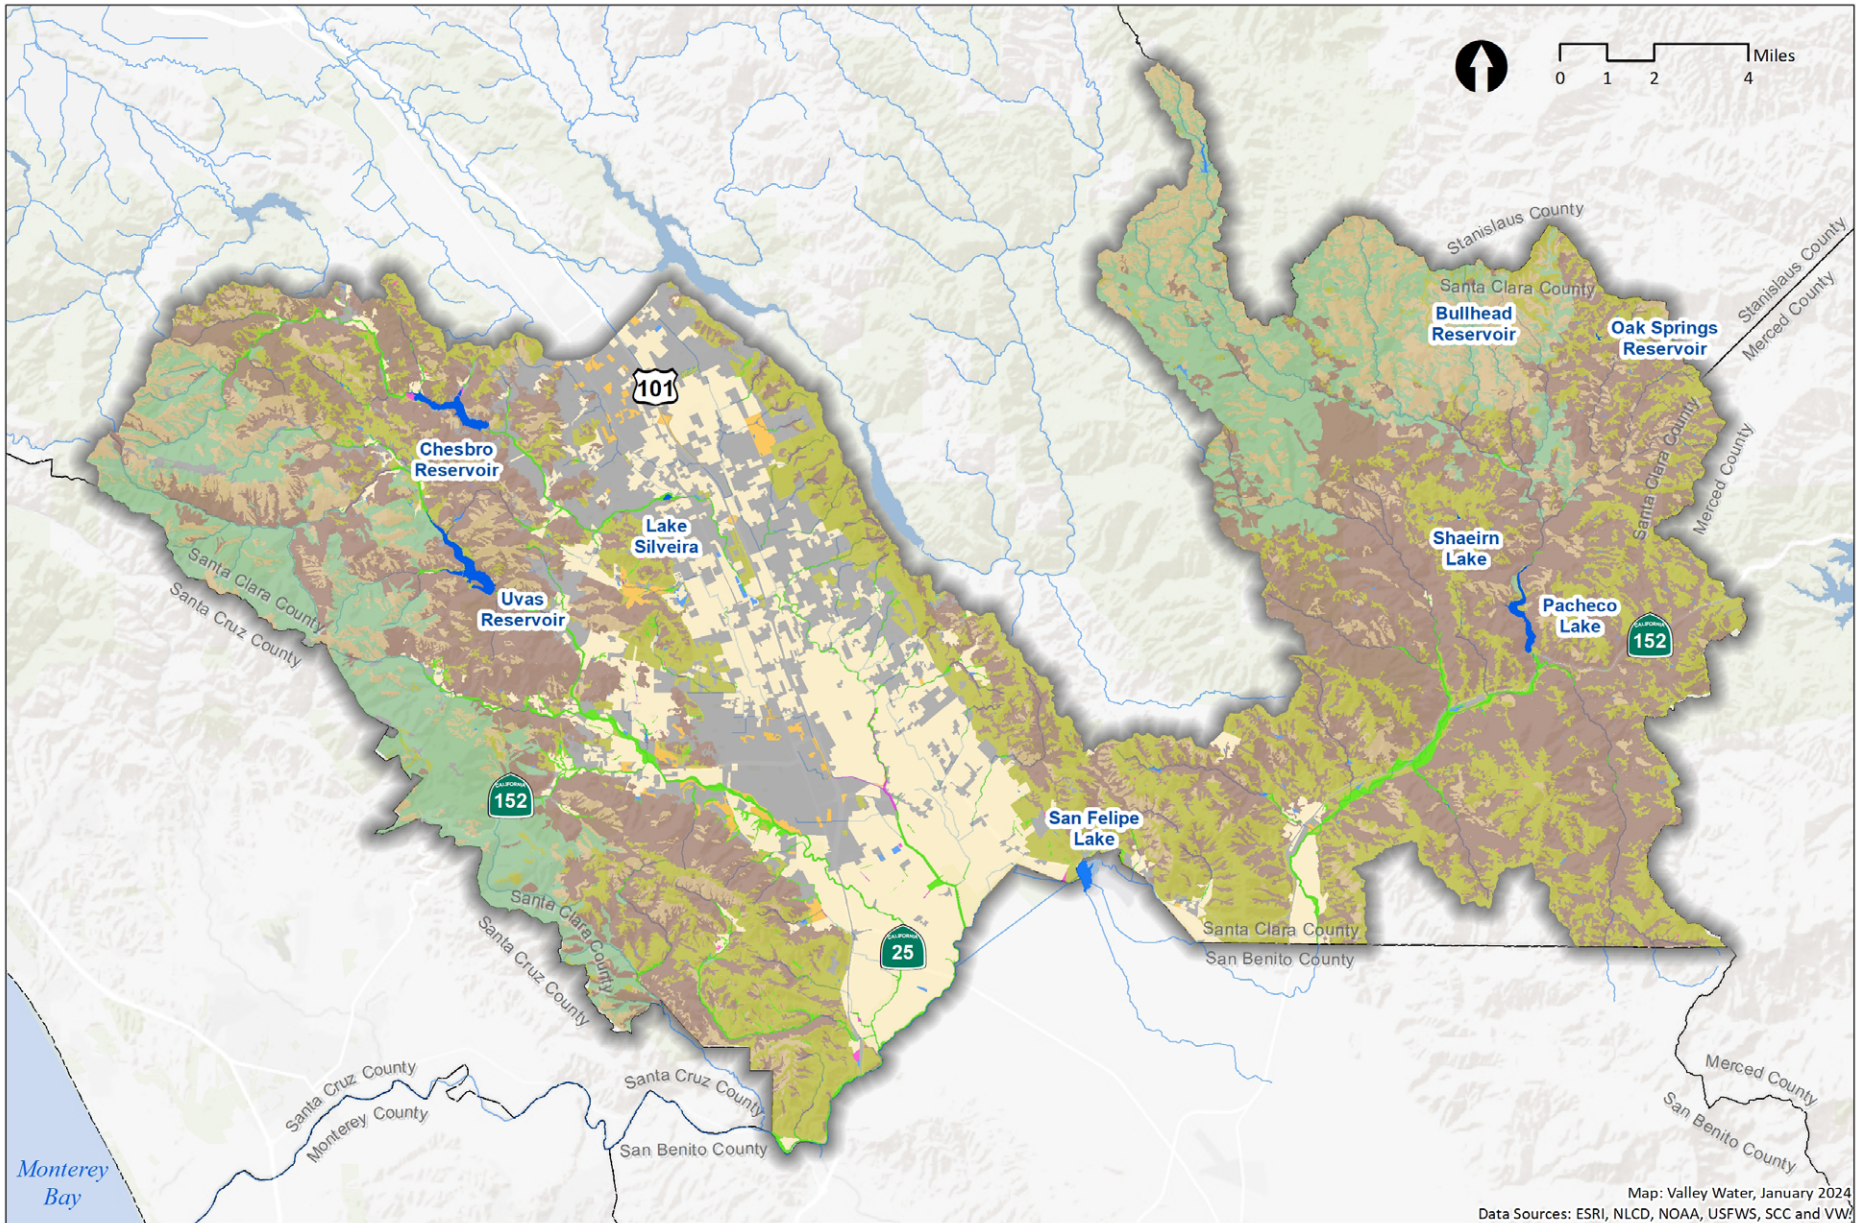 Miles
0 1 2 4
Stanislaus County
Santa Clara County
Stanislaus County
Merced County
Bullhead
Reservoir
Oak Springs
Reservoir
101
Chesbro
Reservoir
Lake
Silveira
Santa Clara County
Merced County
Shaeirn
Lake
Uvas
Reservoir
Pacheco
Lake
CALIFORNIA
152
Santa Clara County
Santa Cruz County
CALIFORNIA
152
San Felipe
Lake
Santa Clara County
Santa Cruz County
CALIFORNIA
25
Santa Clara County
San Benito County
Santa Cruz County
Monterey County
Santa Cruz County
San Benito County
Merced County
San Benito County
Monterey
Bay
Map: Valley Water, January 2024
Data Sources: ESRI, NLCD, NOAA, USFWS, SCC and VW